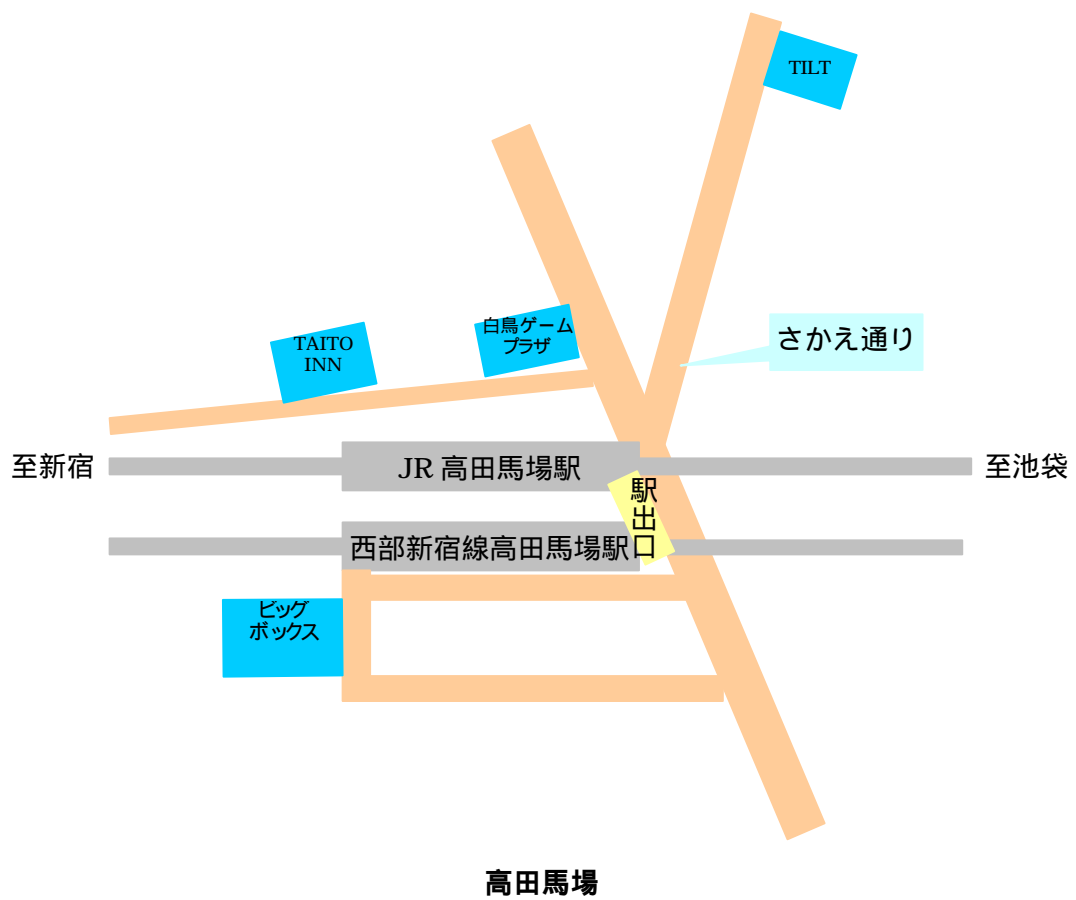 TILT
白鳥ゲーム
プラザ
TAITO
INN
さかえ通り
至新宿
JR 高田馬場駅
至池袋
駅出口
西部新宿線高田馬場駅
ビッグ
ボックス
高田馬場